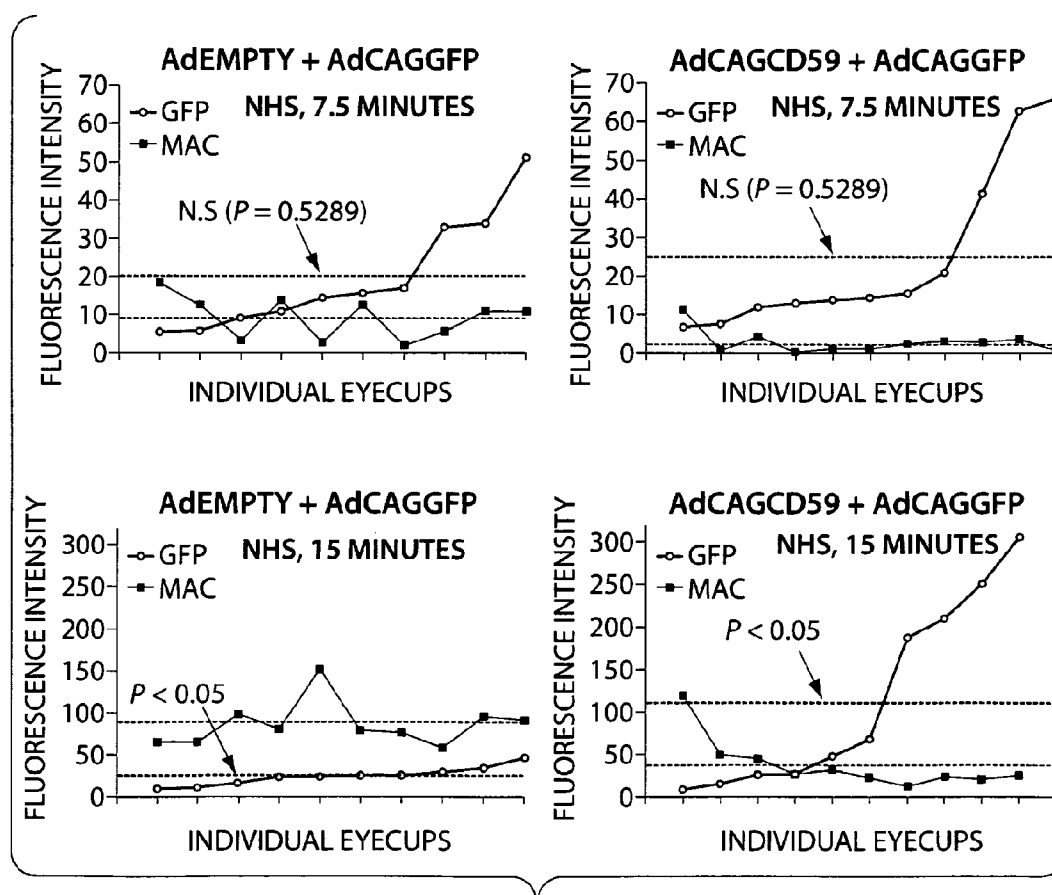 AdEMPTY + AdCAGGFP
NHS, 7.5 MINUTES
GFP
MAC
N.S (P = 0.5289)
FLUORESCENCE INTENSITY
70
60
50
40
30
20
10
0
INDIVIDUAL EYECUPS
AdCAGCD59 + AdCAGGFP
NHS, 7.5 MINUTES
GFP
MAC
N.S (P = 0.5289)
FLUORESCENCE INTENSITY
70
60
50
40
30
20
10
0
INDIVIDUAL EYECUPS
AdEMPTY + AdCAGGFP
NHS, 15 MINUTES
GFP
MAC
P < 0.05
FLUORESCENCE INTENSITY
300
250
200
150
100
50
0
INDIVIDUAL EYECUPS
AdCAGCD59 + AdCAGGFP
NHS, 15 MINUTES
GFP
MAC
P < 0.05
FLUORESCENCE INTENSITY
300
250
200
150
100
50
0
INDIVIDUAL EYECUPS